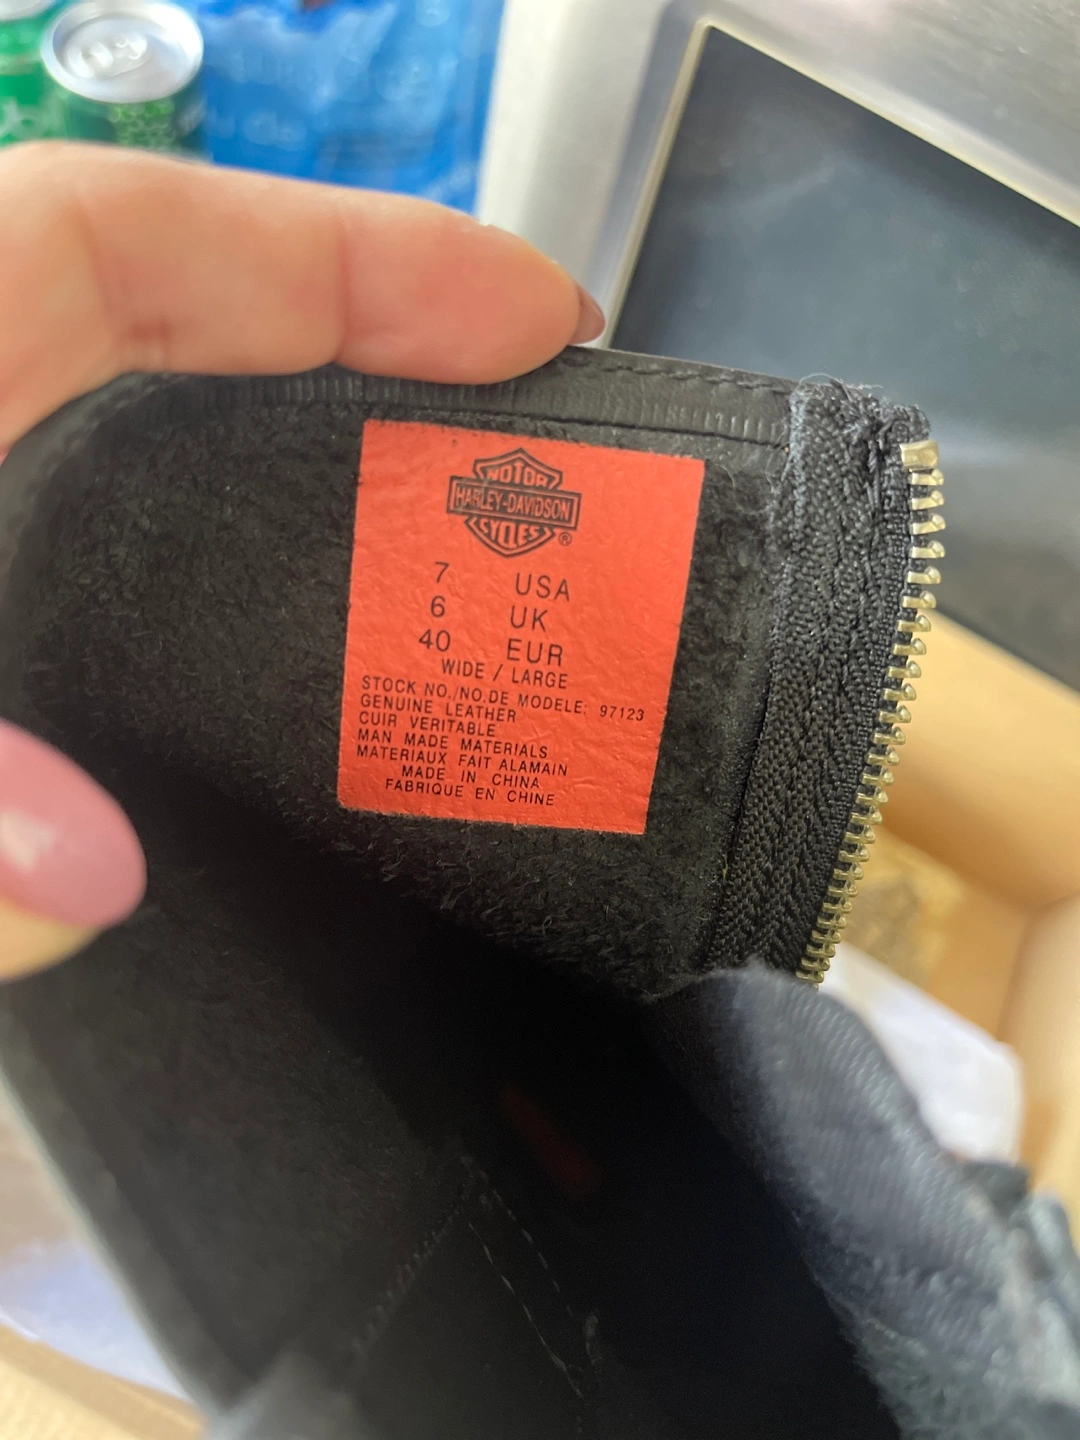 MOTOR
HARLEY-DAVIDSON
CYCLES®
7 USA
6 UK
40 EUR
WIDE / LARGE
STOCK NO./NO.DE MODELE: 97123
GENUINE LEATHER
CUIR VERITABLE
MAN MADE MATERIALS
MATERIAUX FAIT ALAMAIN
MADE IN CHINA
FABRIQUE EN CHINE